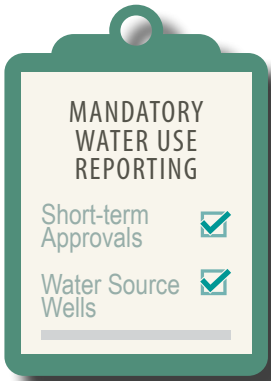 MANDATORY
WATER USE
REPORTING
Short-term
Approvals
Water Source
Wells